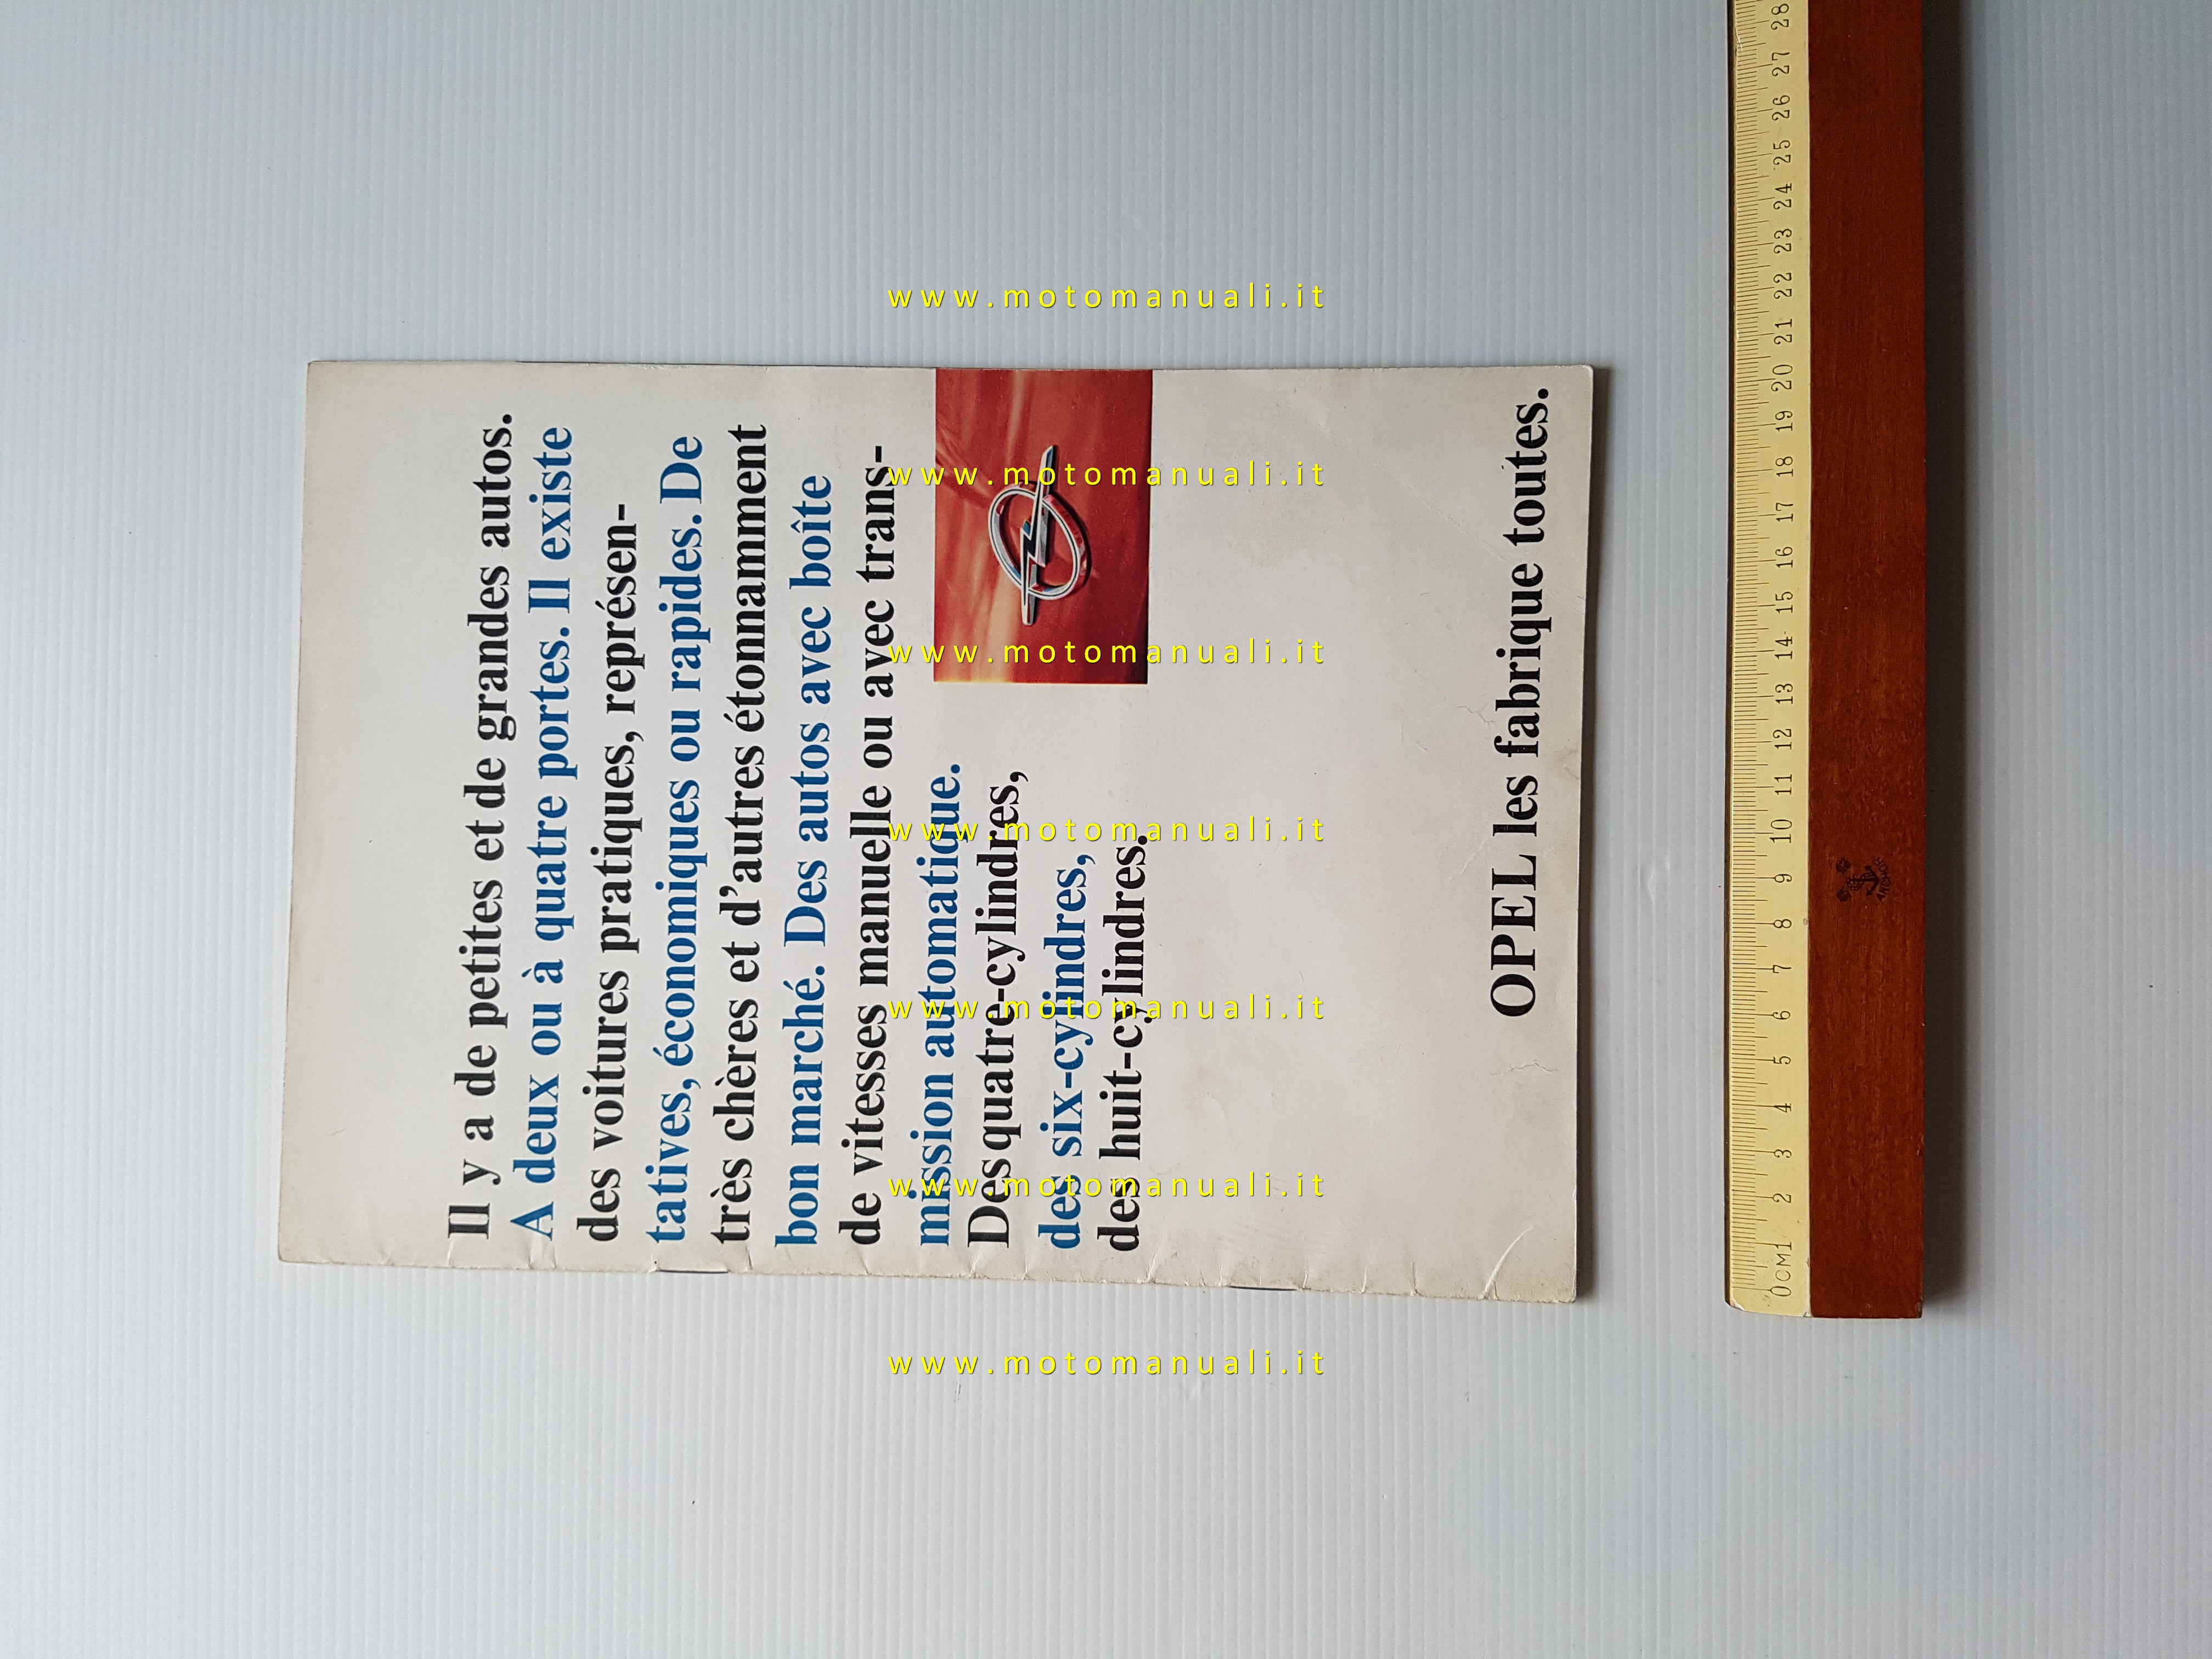 Il y a de petites et de grandes autos.
A deux ou à quatre portes. Il existe
des voitures pratiques, représen-
tatives, économiques ou rapides. De
très chères et d'autres étonnamment
bon marché. Des autos avec boîte
de vitesses manuelle ou avec trans-
mission automatique.
Des quatre-cylindres,
des six-cylindres,
des huit-cylindres.
OPEL les fabrique toutes.
www.motomanuali.it
www.motomanuali.it
www.motomanuali.it
www.motomanuali.it
www.motomanuali.it
www.motomanuali.it
www.motomanuali.it
0CM1 2 3 4 5 6 7 8 9 10 11 12 13 14 15 16 17 18 19 20 21 22 23 24 25 26 27 28